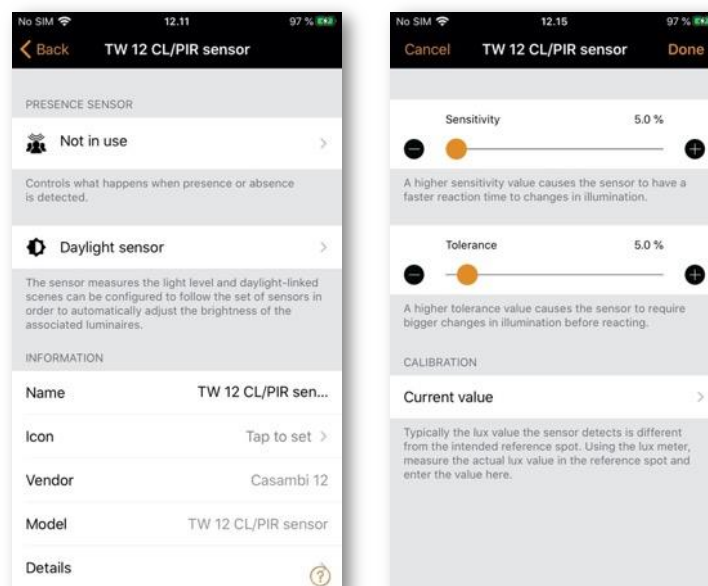 No SIM 12.11 97 %
Back TW 12 CL/PIR sensor
PRESENCE SENSOR
Not in use
Controls what happens when presence or absence
is detected.
Daylight sensor
The sensor measures the light level and daylight-linked
scenes can be configured to follow the set of sensors in
order to automatically adjust the brightness of the
associated luminaires.
INFORMATION
Name TW 12 CL/PIR sen...
Icon Tap to set
Vendor Casambi 12
Model TW 12 CL/PIR sensor
Details
?
No SIM 12.15 97 %
Cancel TW 12 CL/PIR sensor Done
Sensitivity 5.0 %
A higher sensitivity value causes the sensor to have a
faster reaction time to changes in illumination.
Tolerance 5.0 %
A higher tolerance value causes the sensor to require
bigger changes in illumination before reacting.
CALIBRATION
Current value
Typically the lux value the sensor detects is different
from the intended reference spot. Using the lux meter,
measure the actual lux value in the reference spot and
enter the value here.